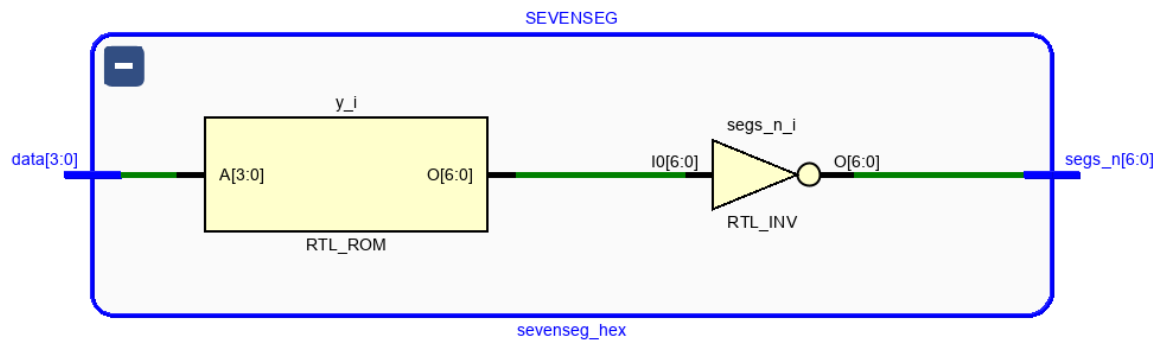 SEVENSEG
y_i
segs_n_i
data[3:0]
A[3:0]
O[6:0]
I0[6:0]
O[6:0]
segs_n[6:0]
RTL_ROM
RTL_INV
sevenseg_hex